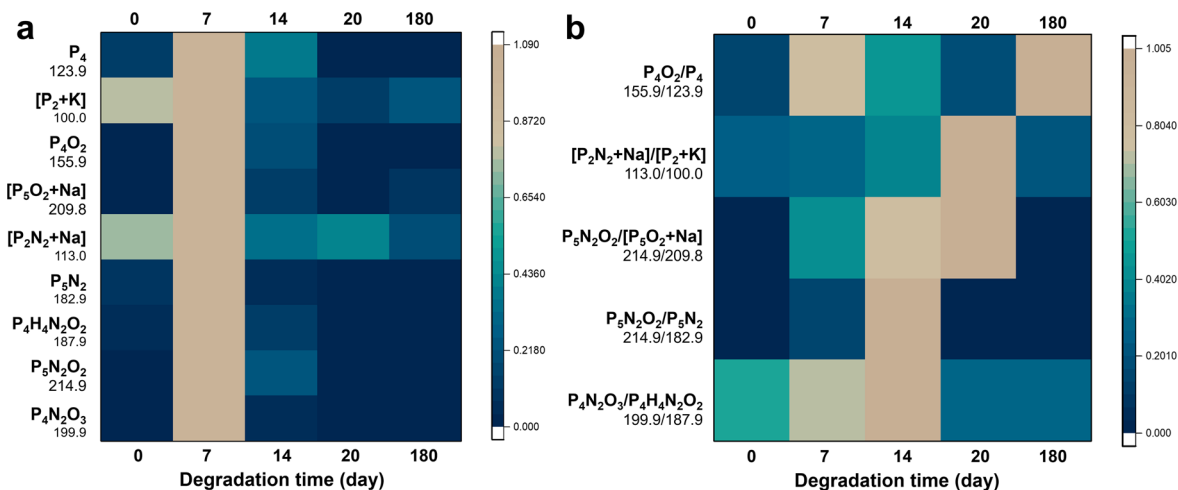 a
0 7 14 20 180
P₄
123.9
[P₂+K]
100.0
P₄O₂
155.9
[P₅O₂+Na]
209.8
[P₂N₂+Na]
113.0
P₅N₂
182.9
P₄H₄N₂O₂
187.9
P₅N₂O₂
214.9
P₄N₂O₃
199.9
0 7 14 20 180
Degradation time (day)
1.090
0.8720
0.6540
0.4360
0.2180
0.000
b
0 7 14 20 180
P₄O₂/P₄
155.9/123.9
[P₂N₂+Na]/[P₂+K]
113.0/100.0
P₅N₂O₂/[P₅O₂+Na]
214.9/209.8
P₅N₂O₂/P₅N₂
214.9/182.9
P₄N₂O₃/P₄H₄N₂O₂
199.9/187.9
0 7 14 20 180
Degradation time (day)
1.005
0.8040
0.6030
0.4020
0.2010
0.000